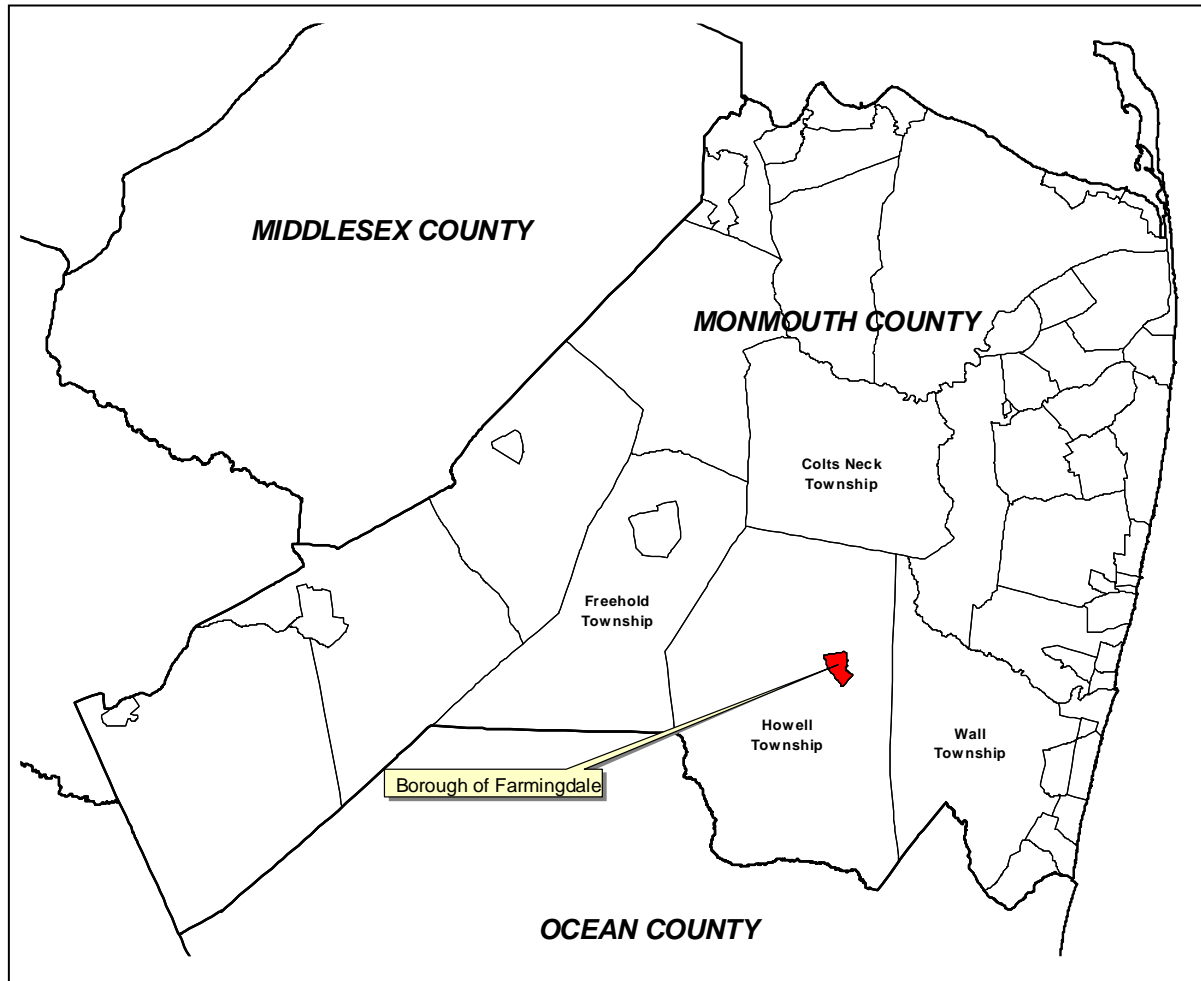 MIDDLESEX COUNTY
MONMOUTH COUNTY
Colts Neck
Township
Freehold
Township
Howell
Township
Wall
Township
Borough of Farmingdale
OCEAN COUNTY